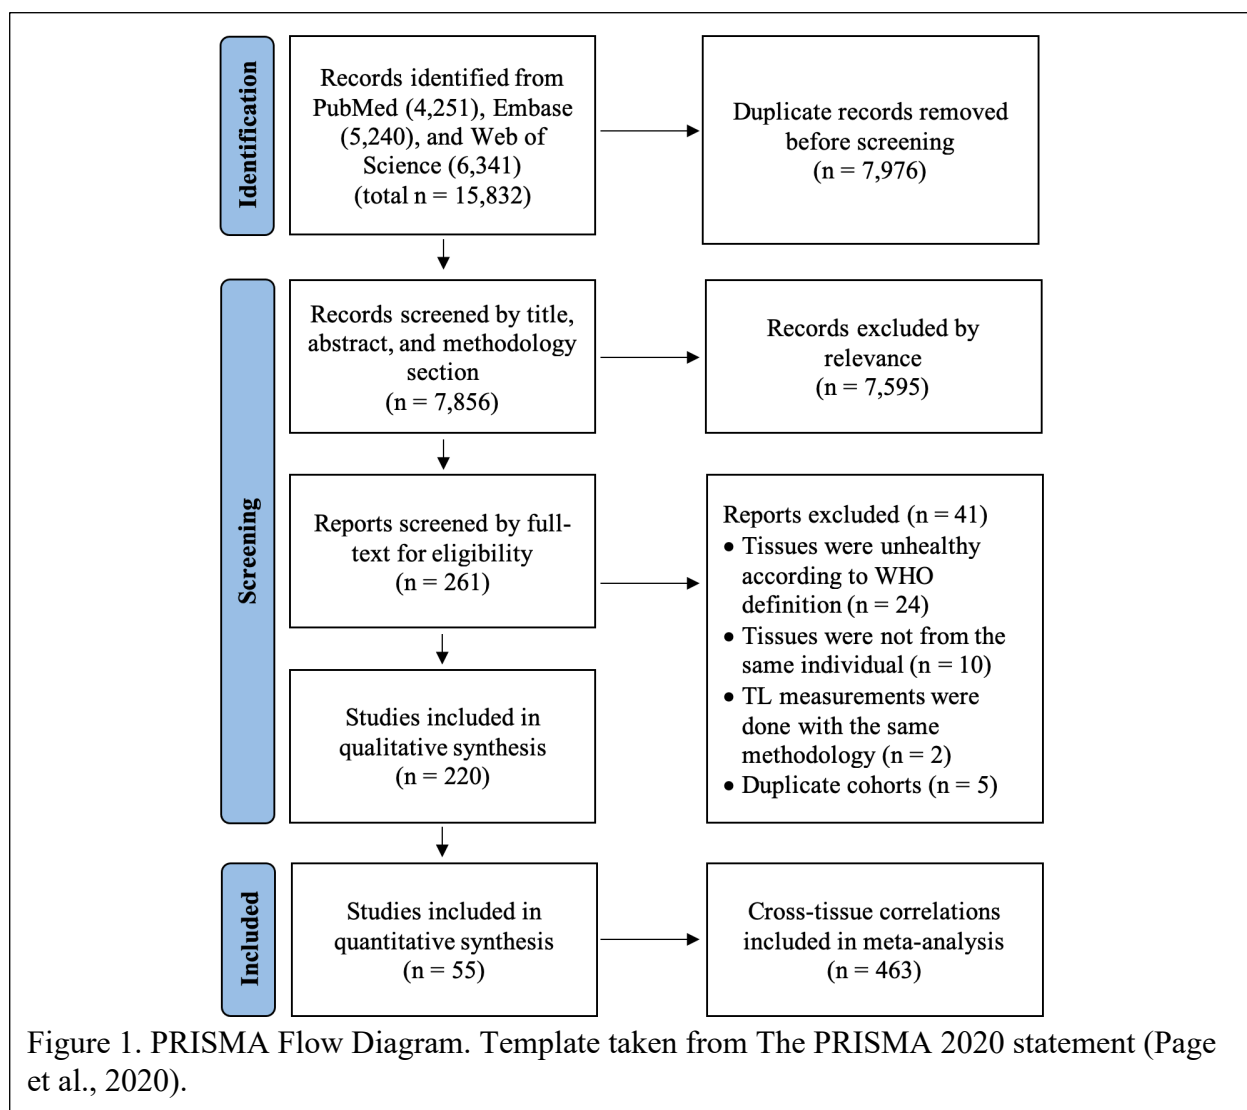 Identification
Records identified from
PubMed (4,251), Embase
(5,240), and Web of
Science (6,341)
(total n = 15,832)
Duplicate records removed
before screening
(n = 7,976)
Screening
Records screened by title,
abstract, and methodology
section
(n = 7,856)
Records excluded by
relevance
(n = 7,595)
Reports screened by full-
text for eligibility
(n = 261)
Reports excluded (n = 41)
• Tissues were unhealthy
according to WHO
definition (n = 24)
• Tissues were not from the
same individual (n = 10)
• TL measurements were
done with the same
methodology (n = 2)
• Duplicate cohorts (n = 5)
Studies included in
qualitative synthesis
(n = 220)
Included
Studies included in
quantitative synthesis
(n = 55)
Cross-tissue correlations
included in meta-analysis
(n = 463)
Figure 1. PRISMA Flow Diagram. Template taken from The PRISMA 2020 statement (Page
et al., 2020).